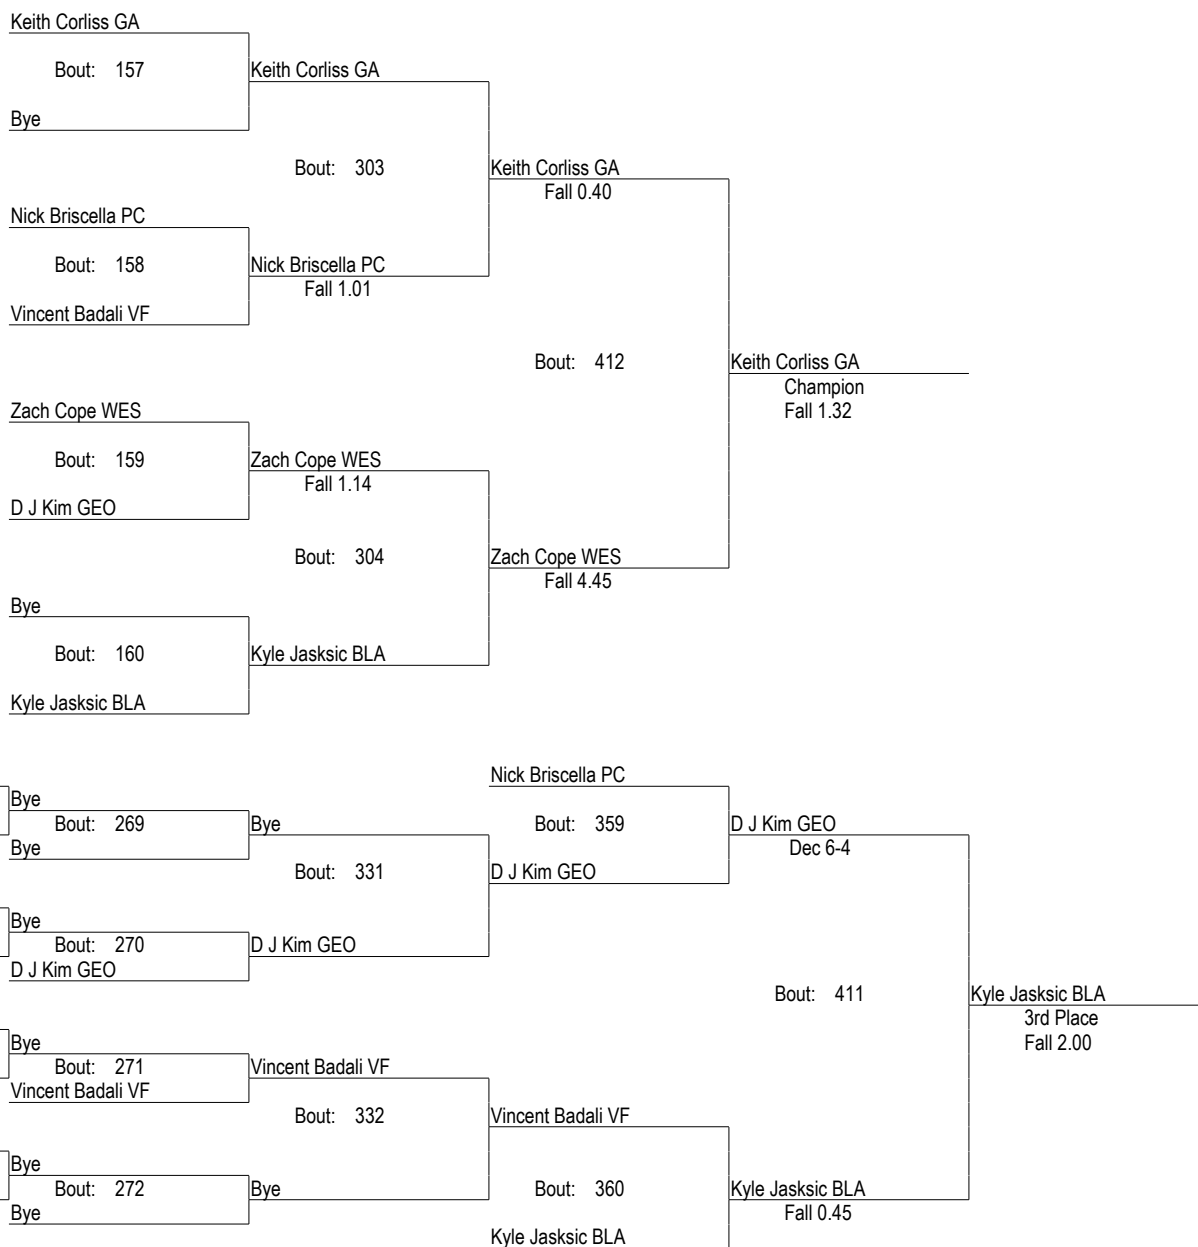 Keith Corliss GA
Bout: 157
Keith Corliss GA
Bye
Bout: 303
Keith Corliss GA
Fall 0.40
Nick Briscella PC
Bout: 158
Nick Briscella PC
Fall 1.01
Vincent Badali VF
Bout: 412
Keith Corliss GA
Champion
Fall 1.32
Zach Cope WES
Bout: 159
Zach Cope WES
Fall 1.14
D J Kim GEO
Bout: 304
Zach Cope WES
Fall 4.45
Bye
Bout: 160
Kyle Jasksic BLA
Kyle Jasksic BLA
Nick Briscella PC
Bye
Bout: 269
Bye
Bout: 359
D J Kim GEO
Dec 6-4
Bye
Bout: 331
D J Kim GEO
Bye
Bout: 270
D J Kim GEO
D J Kim GEO
Bout: 411
Kyle Jasksic BLA
3rd Place
Fall 2.00
Bye
Bout: 271
Vincent Badali VF
Vincent Badali VF
Bout: 332
Vincent Badali VF
Bye
Bout: 272
Bye
Bout: 360
Kyle Jasksic BLA
Fall 0.45
Bye
Kyle Jasksic BLA